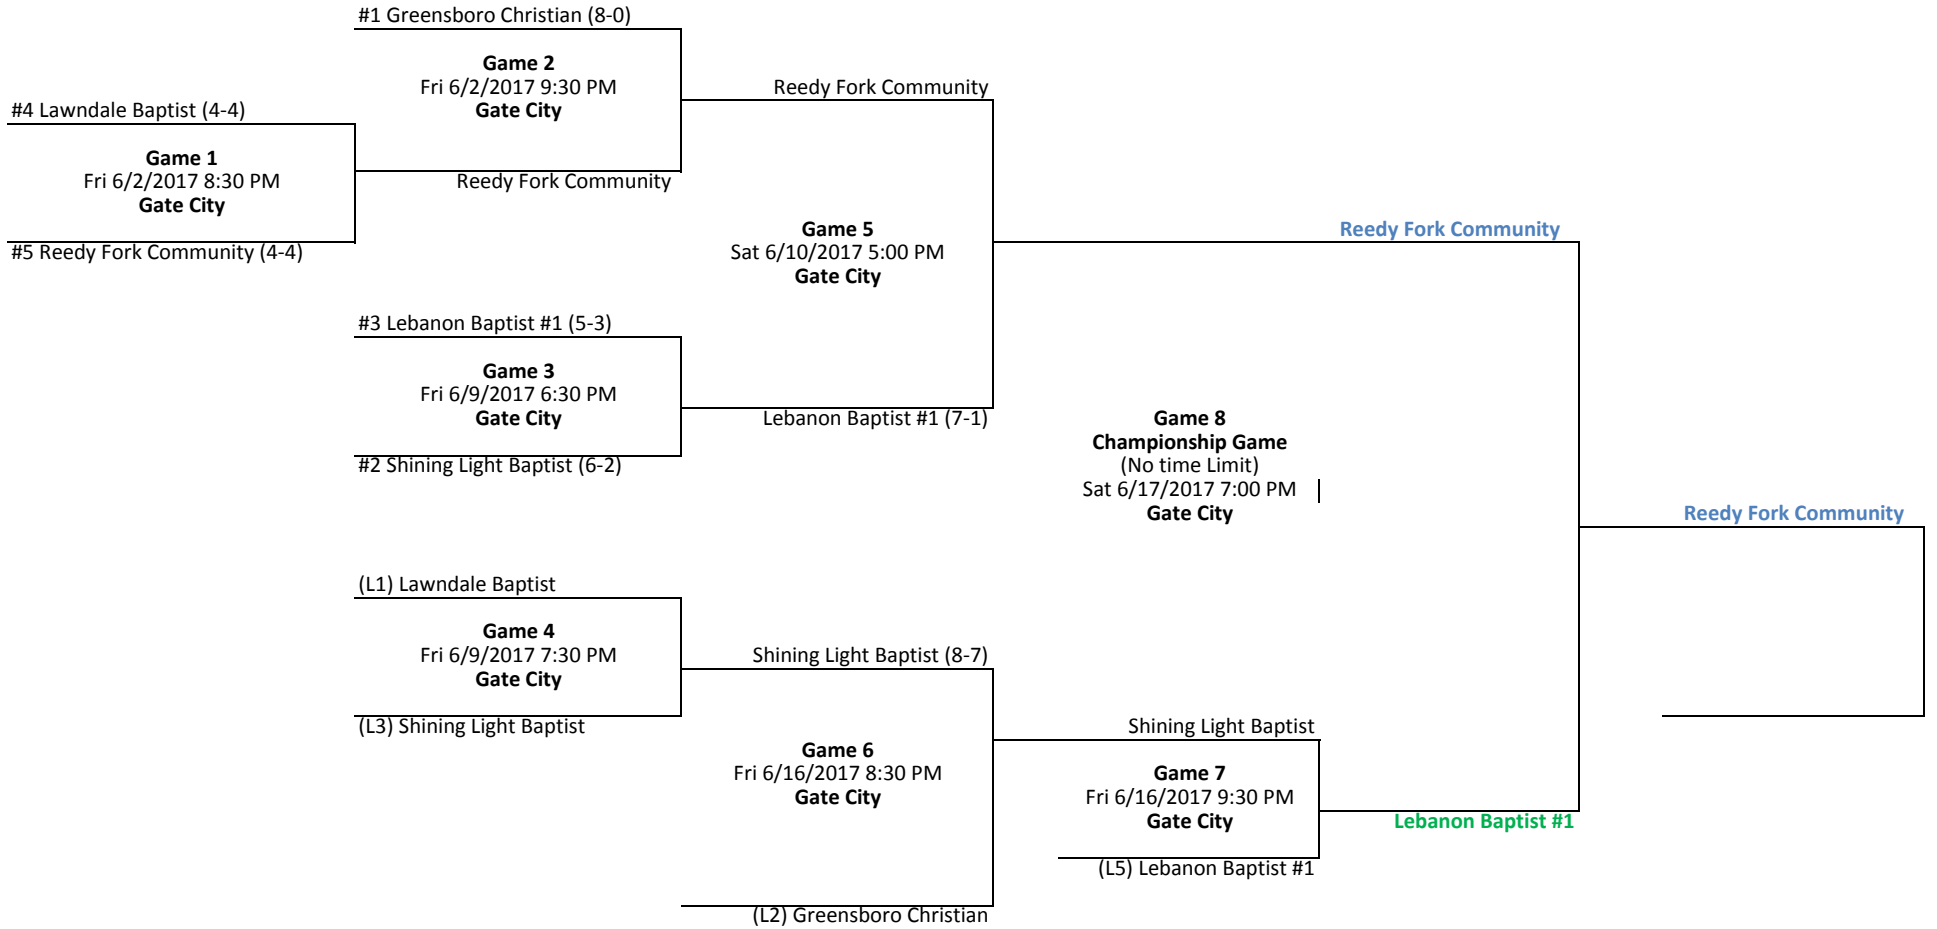 #1 Greensboro Christian (8-0)
Game 2
Fri 6/2/2017 9:30 PM
Gate City
Reedy Fork Community
#4 Lawndale Baptist (4-4)
Game 1
Fri 6/2/2017 8:30 PM
Gate City
Reedy Fork Community
#5 Reedy Fork Community (4-4)
Game 5
Sat 6/10/2017 5:00 PM
Gate City
Reedy Fork Community
#3 Lebanon Baptist #1 (5-3)
Game 3
Fri 6/9/2017 6:30 PM
Gate City
Lebanon Baptist #1 (7-1)
#2 Shining Light Baptist (6-2)
Game 8
Championship Game
(No time Limit)
Sat 6/17/2017 7:00 PM
Gate City
Reedy Fork Community
(L1) Lawndale Baptist
Game 4
Fri 6/9/2017 7:30 PM
Gate City
Shining Light Baptist (8-7)
(L3) Shining Light Baptist
Game 6
Fri 6/16/2017 8:30 PM
Gate City
Shining Light Baptist
Game 7
Fri 6/16/2017 9:30 PM
Gate City
Lebanon Baptist #1
(L5) Lebanon Baptist #1
(L2) Greensboro Christian